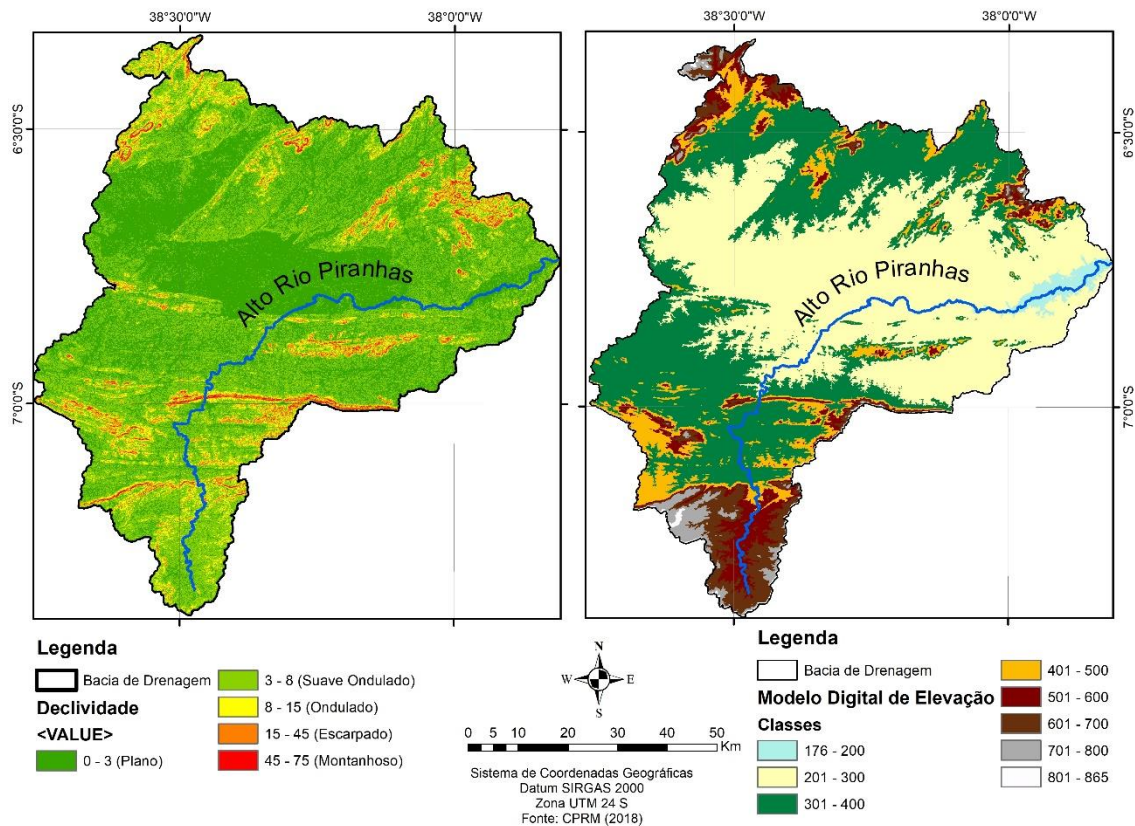 38°30'0"W
38°0'0"W
38°30'0"W
38°0'0"W
6°30'0"S
7°0'0"S
Alto Rio Piranhas
Alto Rio Piranhas
6°30'0"S
7°0'0"S
Legenda
Bacia de Drenagem
Declividade
<VALUE>
0 - 3 (Plano)
3 - 8 (Suave Ondulado)
8 - 15 (Ondulado)
15 - 45 (Escarpado)
45 - 75 (Montanhoso)
N
W
E
S
0 5 10 20 30 40 50
Km
Sistema de Coordenadas Geográficas
Datum SIRGAS 2000
Zona UTM 24 S
Fonte: CPRM (2018)
Legenda
Bacia de Drenagem
Modelo Digital de Elevação
Classes
176 - 200
201 - 300
301 - 400
401 - 500
501 - 600
601 - 700
701 - 800
801 - 865